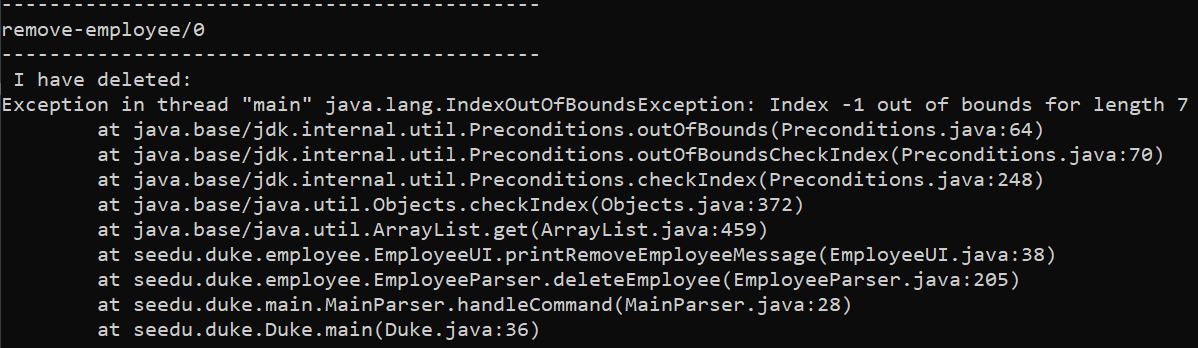 ---------------------------------------------
remove-employee/0
---------------------------------------------
 I have deleted:
Exception in thread "main" java.lang.IndexOutOfBoundsException: Index -1 out of bounds for length 7
        at java.base/jdk.internal.util.Preconditions.outOfBounds(Preconditions.java:64)
        at java.base/jdk.internal.util.Preconditions.outOfBoundsCheckIndex(Preconditions.java:70)
        at java.base/jdk.internal.util.Preconditions.checkIndex(Preconditions.java:248)
        at java.base/java.util.Objects.checkIndex(Objects.java:372)
        at java.base/java.util.ArrayList.get(ArrayList.java:459)
        at seedu.duke.employee.EmployeeUI.printRemoveEmployeeMessage(EmployeeUI.java:38)
        at seedu.duke.employee.EmployeeParser.deleteEmployee(EmployeeParser.java:205)
        at seedu.duke.main.MainParser.handleCommand(MainParser.java:28)
        at seedu.duke.Duke.main(Duke.java:36)